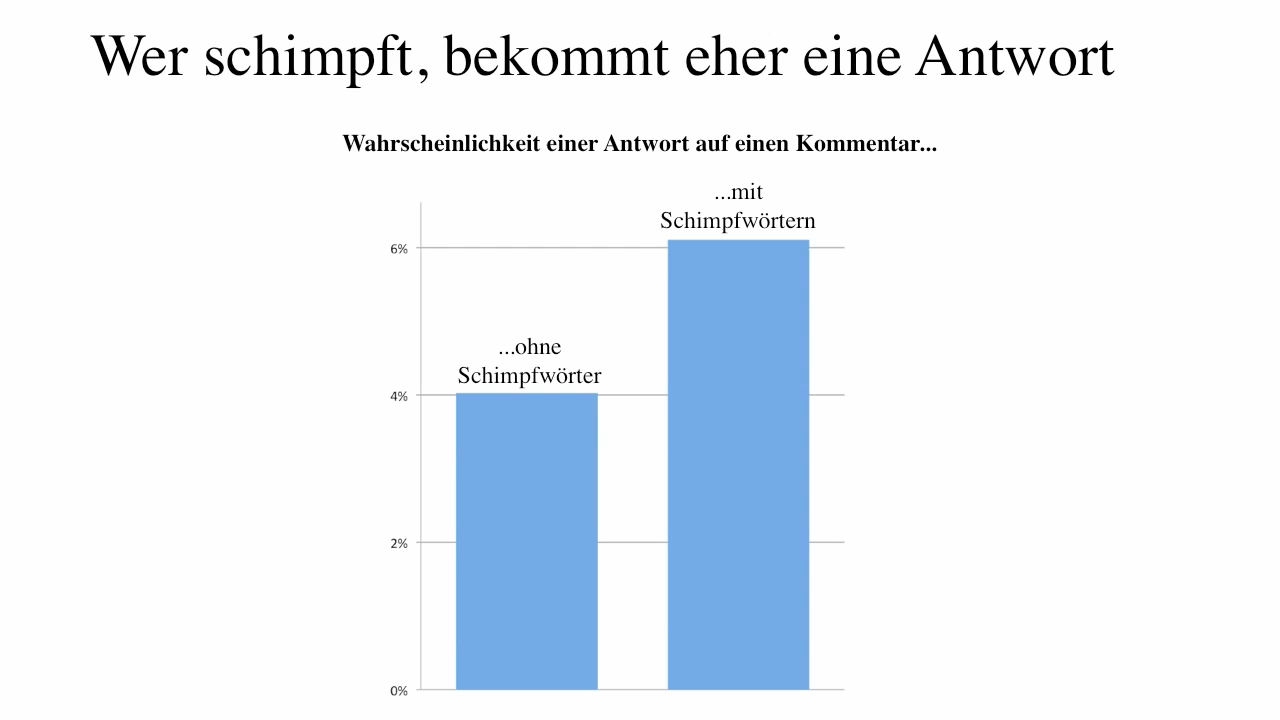 Wer schimpft, bekommt eher eine Antwort
Wahrscheinlichkeit einer Antwort auf einen Kommentar...
...mit
Schimpfwörtern
6%
...ohne
Schimpfwörter
4%
2%
0%